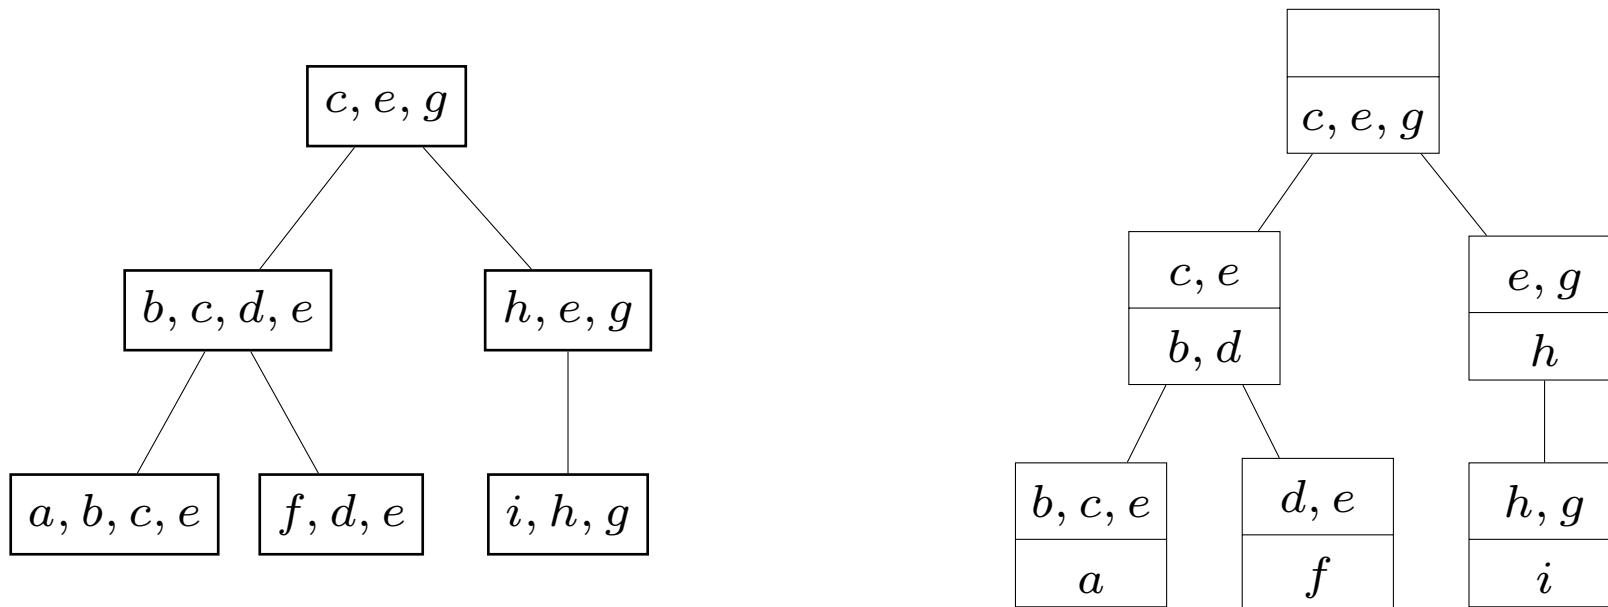 c, e, g
b, c, d, e
h, e, g
a, b, c, e
f, d, e
i, h, g
c, e, g
c, e
b, d
e, g
h
b, c, e
a
d, e
f
h, g
i